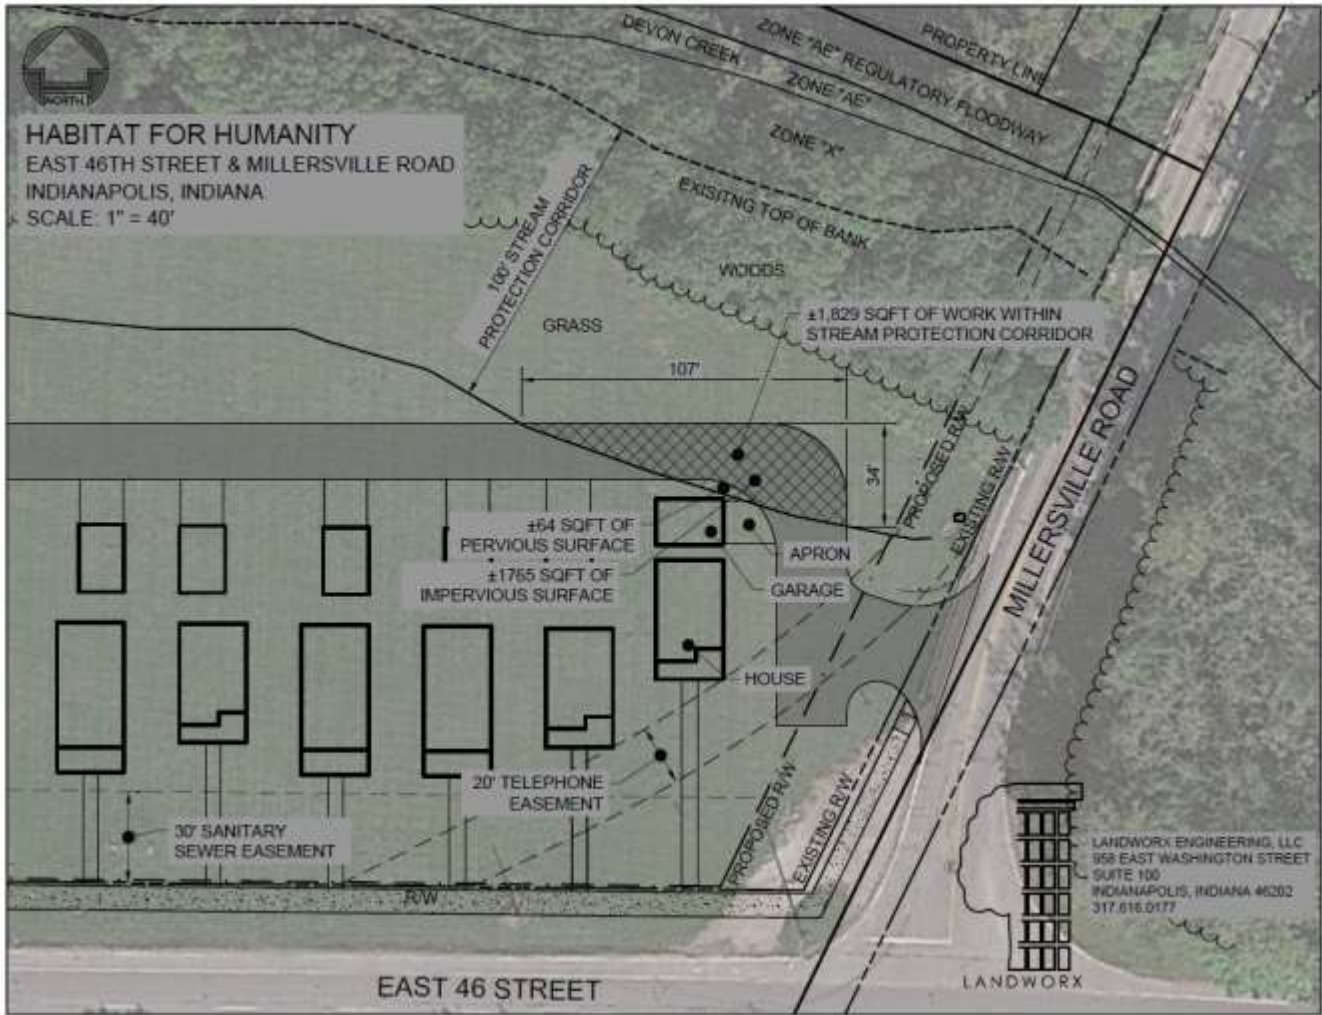 NORTH
HABITAT FOR HUMANITY
EAST 46TH STREET & MILLERSVILLE ROAD
INDIANAPOLIS, INDIANA
SCALE: 1" = 40'
DEVON CREEK
ZONE "AE" REGULATORY FLOODWAY
PROPERTY LINE
ZONE "AE"
ZONE "X"
EXISITNG TOP OF BANK
WOODS
100' STREAM
PROTECTION CORRIDOR
GRASS
±1,829 SQFT OF WORK WITHIN
STREAM PROTECTION CORRIDOR
107'
34'
PROPOSED R/W
EXISTING R/W
MILLERSVILLE ROAD
±64 SQFT OF
PERVIOUS SURFACE
±1765 SQFT OF
IMPERVIOUS SURFACE
APRON
GARAGE
HOUSE
20' TELEPHONE
EASEMENT
30' SANITARY
SEWER EASEMENT
PROPOSED R/W
EXISTING R/W
R/W
EAST 46 STREET
LANDWORX ENGINEERING, LLC
958 EAST WASHINGTON STREET
SUITE 100
INDIANAPOLIS, INDIANA 46202
317.616.0177
LANDWORX